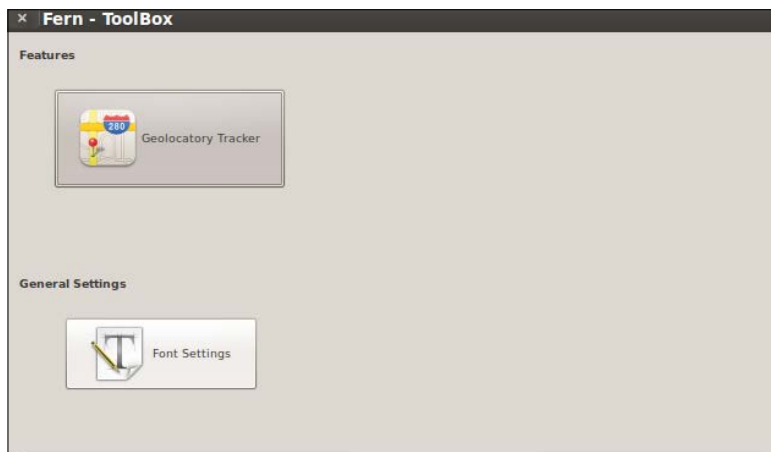 × Fern - ToolBox
Features
280
Geolocatory Tracker
General Settings
T
Font Settings